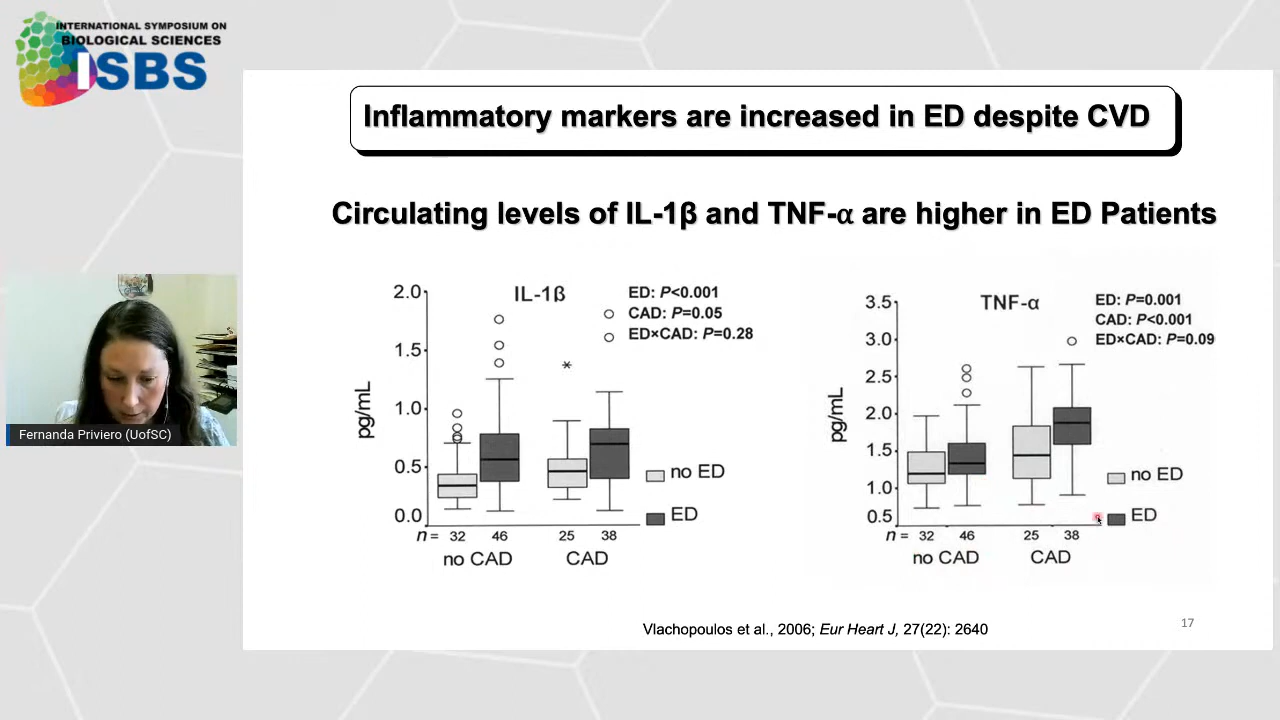 INTERNATIONAL SYMPOSIUM ON
BIOLOGICAL SCIENCES
ISBS
Inflammatory markers are increased in ED despite CVD
Circulating levels of IL-1β and TNF-α are higher in ED Patients
IL-1ß
ED: P<0.001
CAD: P=0.05
ED×CAD: P=0.28
pg/mL
2.0
1.5
1.0
0.5
0.0
no ED
ED
n = 32 46 25 38
no CAD CAD
TNF-α
ED: P=0.001
CAD: P<0.001
ED×CAD: P=0.09
pg/mL
3.5
3.0
2.5
2.0
1.5
1.0
0.5
no ED
ED
n = 32 46 25 38
no CAD CAD
Vlachopoulos et al., 2006; Eur Heart J, 27(22): 2640
17
Fernanda Priviero (UofSC)